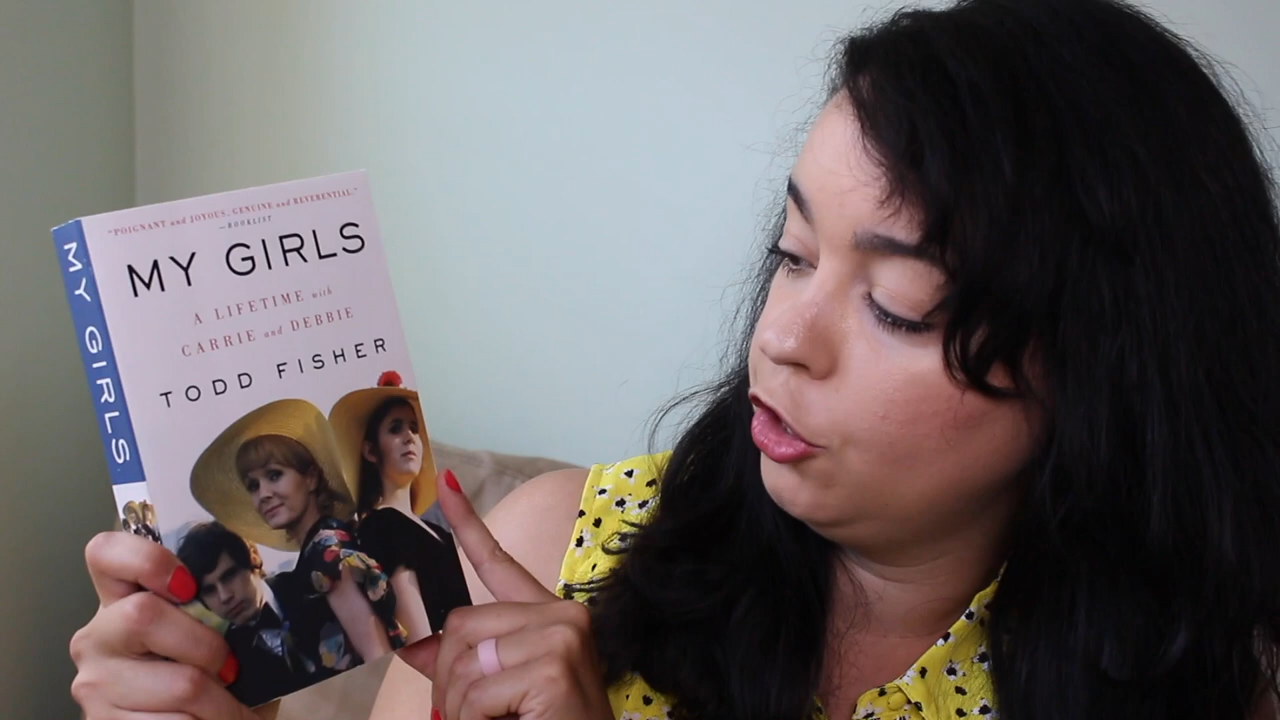 "POIGNANT and JOYOUS, GENUINE and REVERENTIAL."
—BOOKLIST
MY GIRLS
A LIFETIME with
CARRIE and DEBBIE
TODD FISHER
MY GIRLS